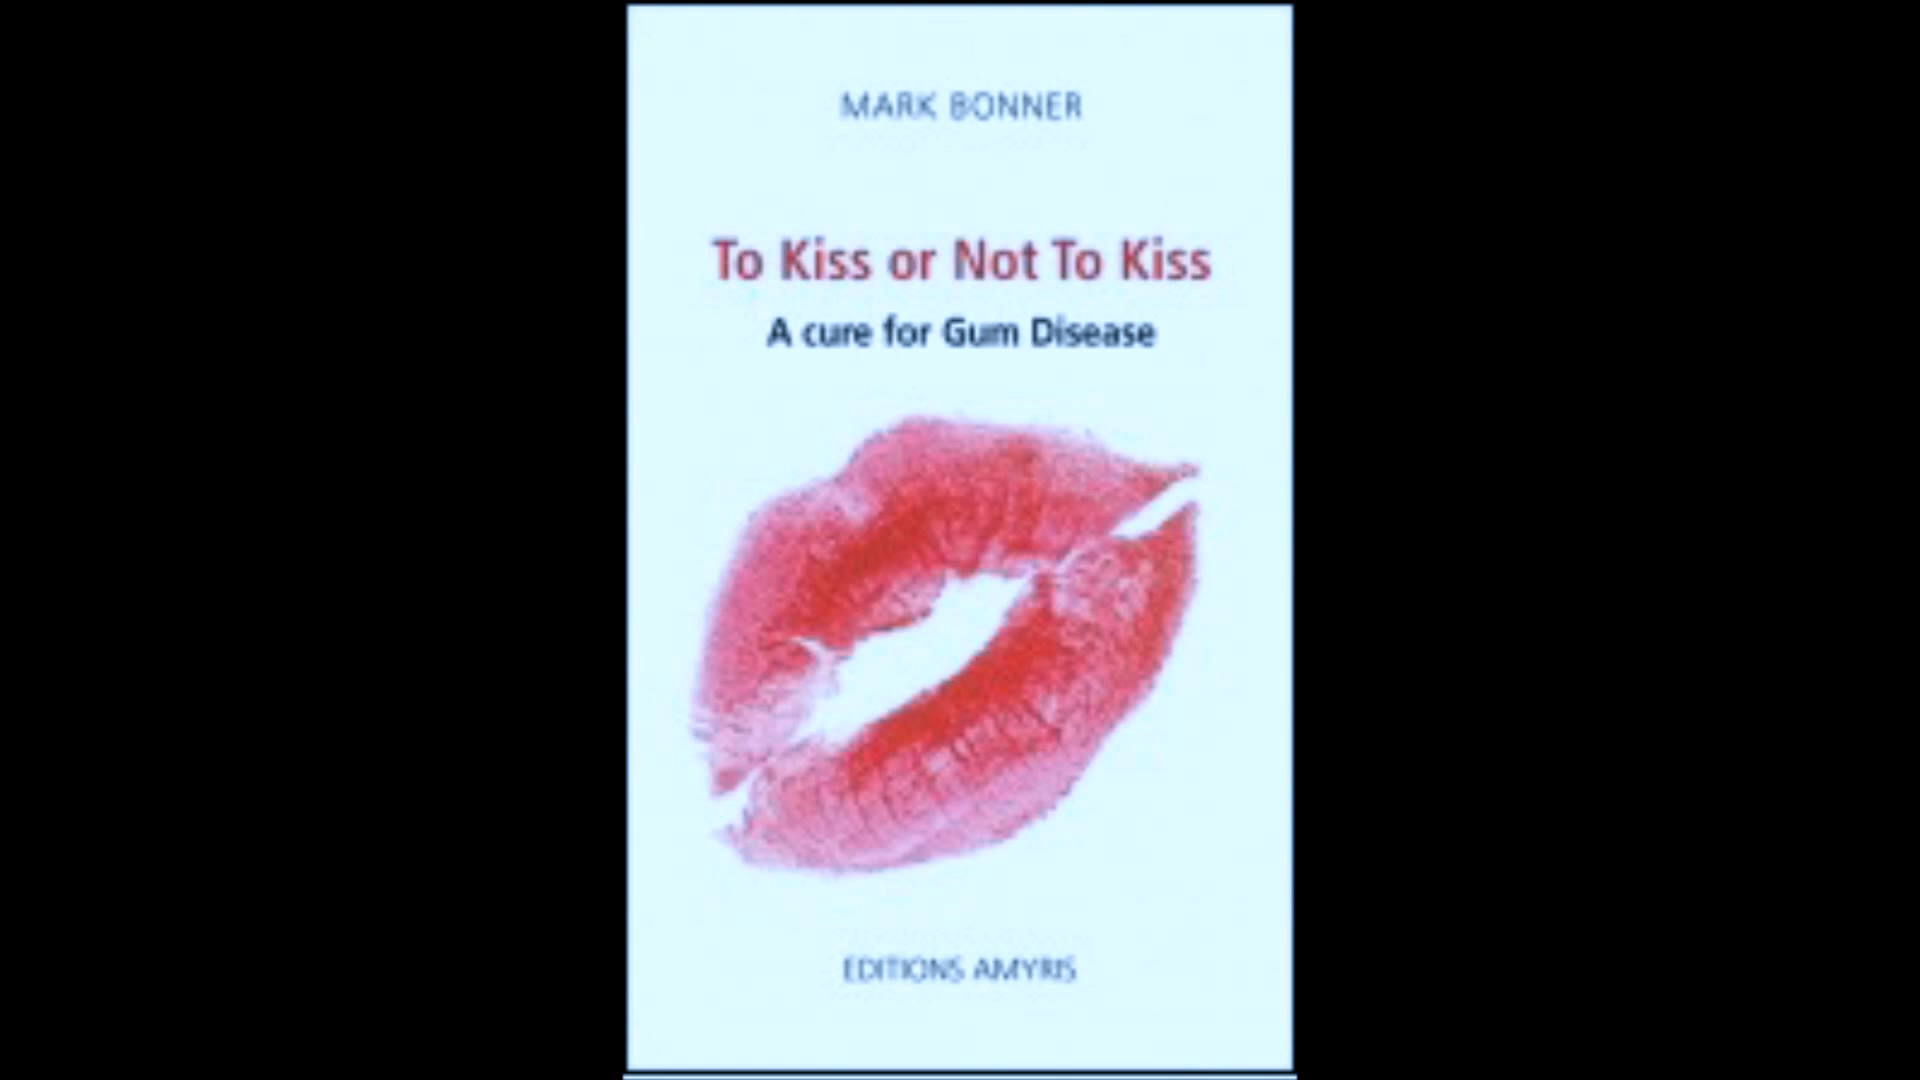 MARK BONNER
To Kiss or Not To Kiss
A cure for Gum Disease
EDITIONS AMYRIS